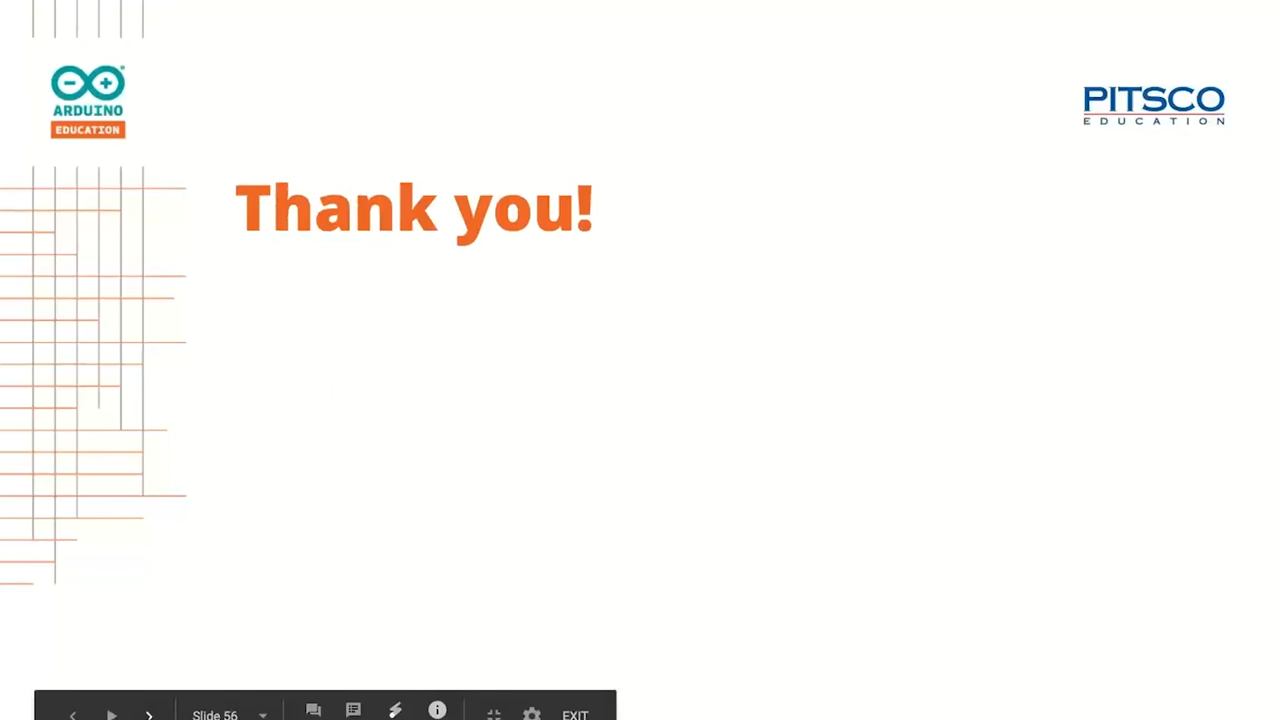 ARDUINO
EDUCATION
PITSCO
EDUCATION
Thank you!
Slide 56
EXIT